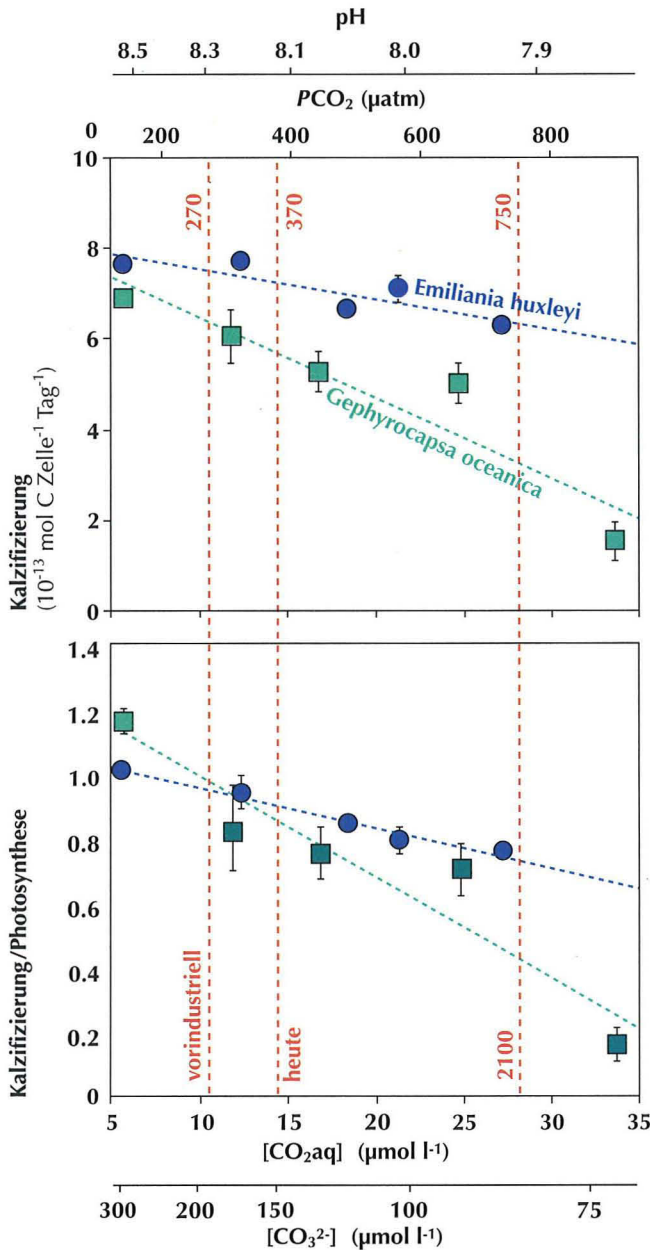 pH
8.5 8.3 8.1 8.0 7.9
PCO₂ (µatm)
0 200 400 600 800
10
8
6
4
2
0
Kalzifizierung
(10⁻¹³ mol C Zelle⁻¹ Tag⁻¹)
270
370
750
Emiliania huxleyi
Gephyrocapsa oceanica
1.4
1.2
1.0
0.8
0.6
0.4
0.2
0
Kalzifizierung/Photosynthese
vorindustriell
heute
2100
5 10 15 20 25 30 35
[CO₂aq] (µmol l⁻¹)
300 200 150 100 75
[CO₃²⁻] (µmol l⁻¹)